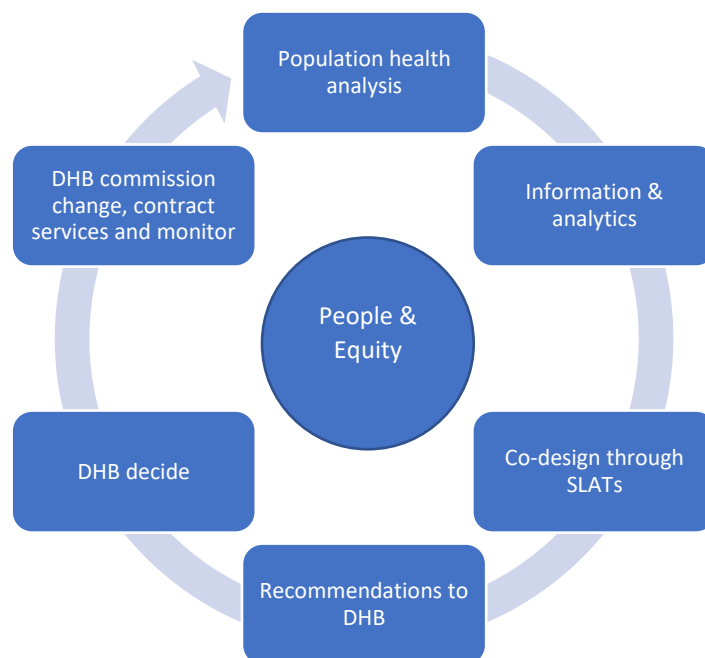 Population health
analysis
Information &
analytics
Co-design through
SLATs
Recommendations to
DHB
DHB decide
DHB commission
change, contract
services and monitor
People &
Equity